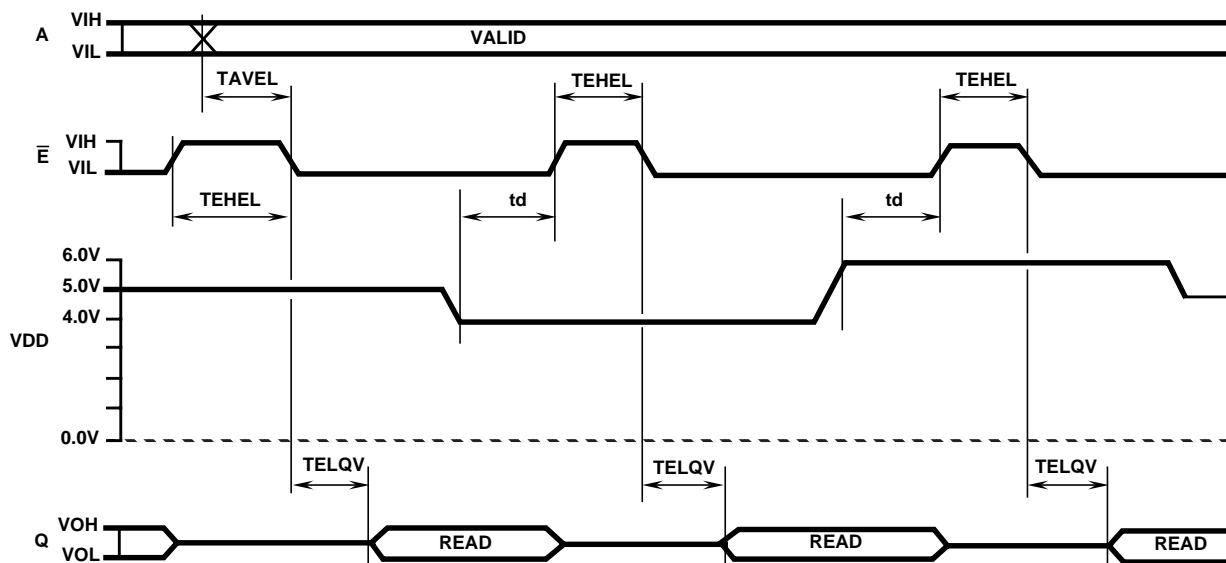 A
VIH
VIL
VALID
TAVEL
TEHEL
TEHEL
E̅
VIH
VIL
TEHEL
td
td
VDD
6.0V
5.0V
4.0V
0.0V
TELQV
TELQV
TELQV
Q
VOH
VOL
READ
READ
READ